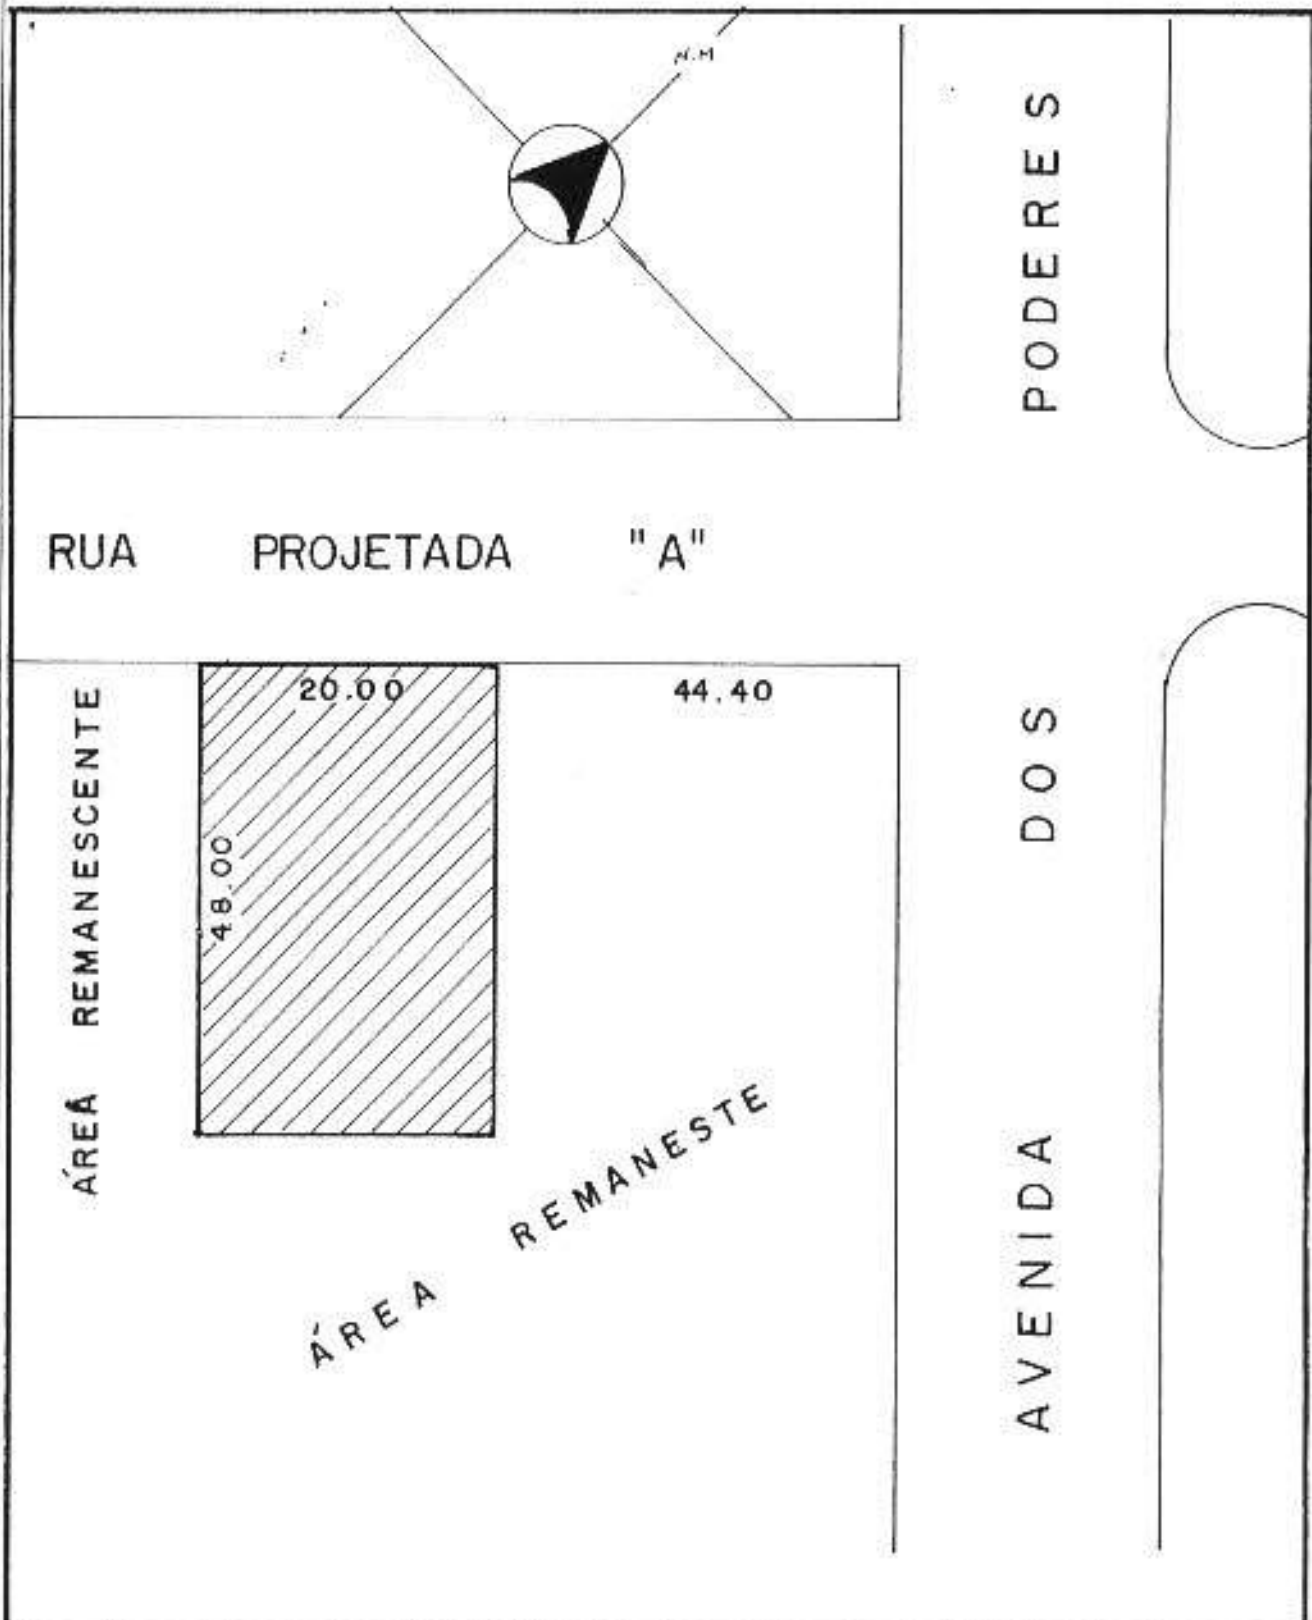 N.M
RUA PROJETADA "A"
20.00
44.40
48.00
ÁREA REMANESCENTE
ÁREA REMANESTE
AVENIDA DOS PODERES